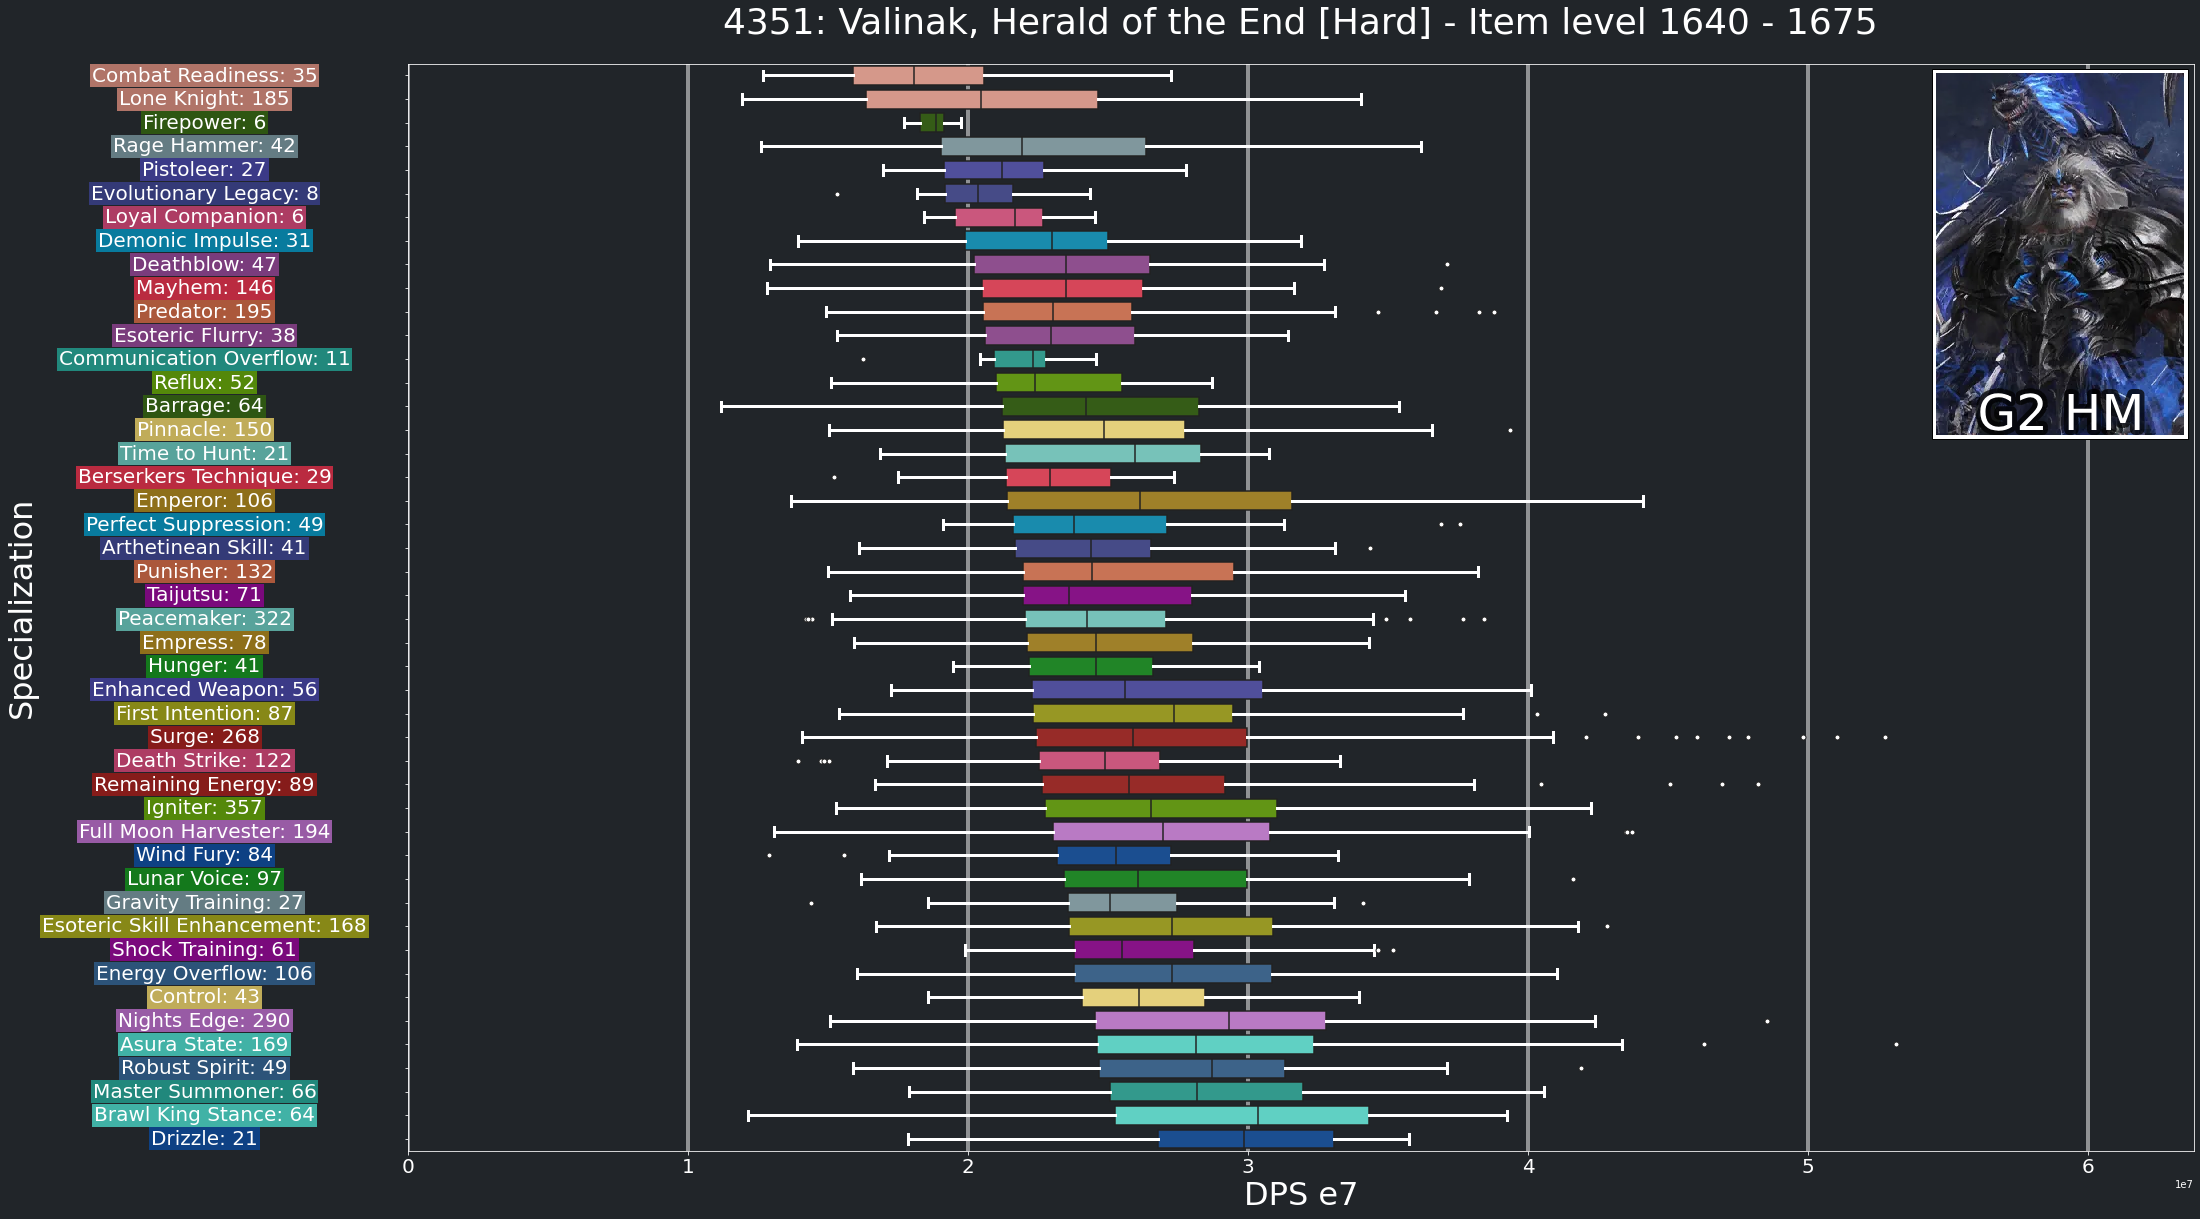 4351: Valinak, Herald of the End [Hard] - Item level 1640 - 1675
Combat Readiness: 35
Lone Knight: 185
Firepower: 6
Rage Hammer: 42
Pistoleer: 27
Evolutionary Legacy: 8
Loyal Companion: 6
Demonic Impulse: 31
Deathblow: 47
Mayhem: 146
Predator: 195
Esoteric Flurry: 38
Communication Overflow: 11
Reflux: 52
Barrage: 64
Pinnacle: 150
Time to Hunt: 21
Berserkers Technique: 29
Emperor: 106
Perfect Suppression: 49
Arthetinean Skill: 41
Punisher: 132
Taijutsu: 71
Peacemaker: 322
Empress: 78
Hunger: 41
Enhanced Weapon: 56
First Intention: 87
Surge: 268
Death Strike: 122
Remaining Energy: 89
Igniter: 357
Full Moon Harvester: 194
Wind Fury: 84
Lunar Voice: 97
Gravity Training: 27
Esoteric Skill Enhancement: 168
Shock Training: 61
Energy Overflow: 106
Control: 43
Nights Edge: 290
Asura State: 169
Robust Spirit: 49
Master Summoner: 66
Brawl King Stance: 64
Drizzle: 21
Specialization
G2 HM
0 1 2 3 4 5 6
DPS e7
1e7